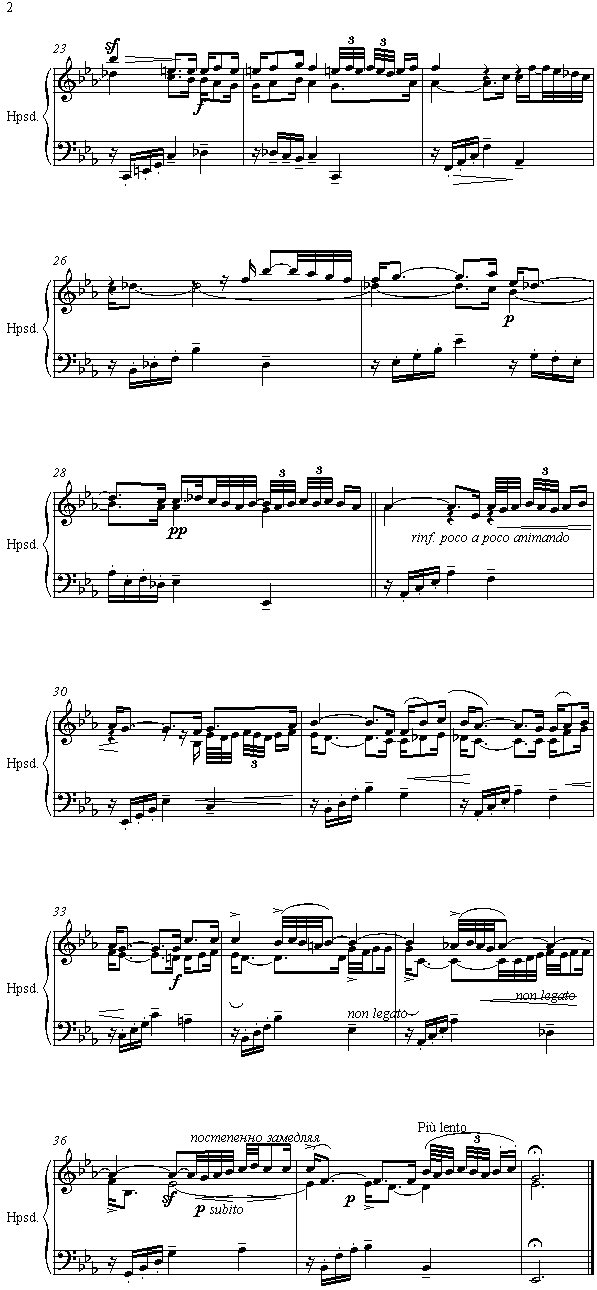 2
23
sf
3 3
Hpsd.
f
26
Hpsd.
p
28
3 3 3
Hpsd.
pp
rinf. poco a poco animando
30
Hpsd.
3
33
Hpsd.
f
non legato
non legato
36
постепенно замедляя
Più lento
3
Hpsd.
sf
p subito
p